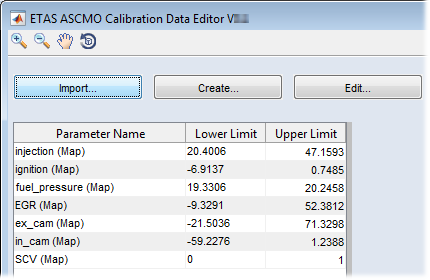 ETAS ASCMO Calibration Data Editor
Import... Create... Edit...
Parameter Name Lower Limit Upper Limit
injection (Map) 20.4006 47.1593
ignition (Map) -6.9137 0.7485
fuel_pressure (Map) 19.3306 20.2458
EGR (Map) -9.3291 52.3812
ex_cam (Map) -21.5036 71.3298
in_cam (Map) -59.2276 1.2388
SCV (Map) 0 1